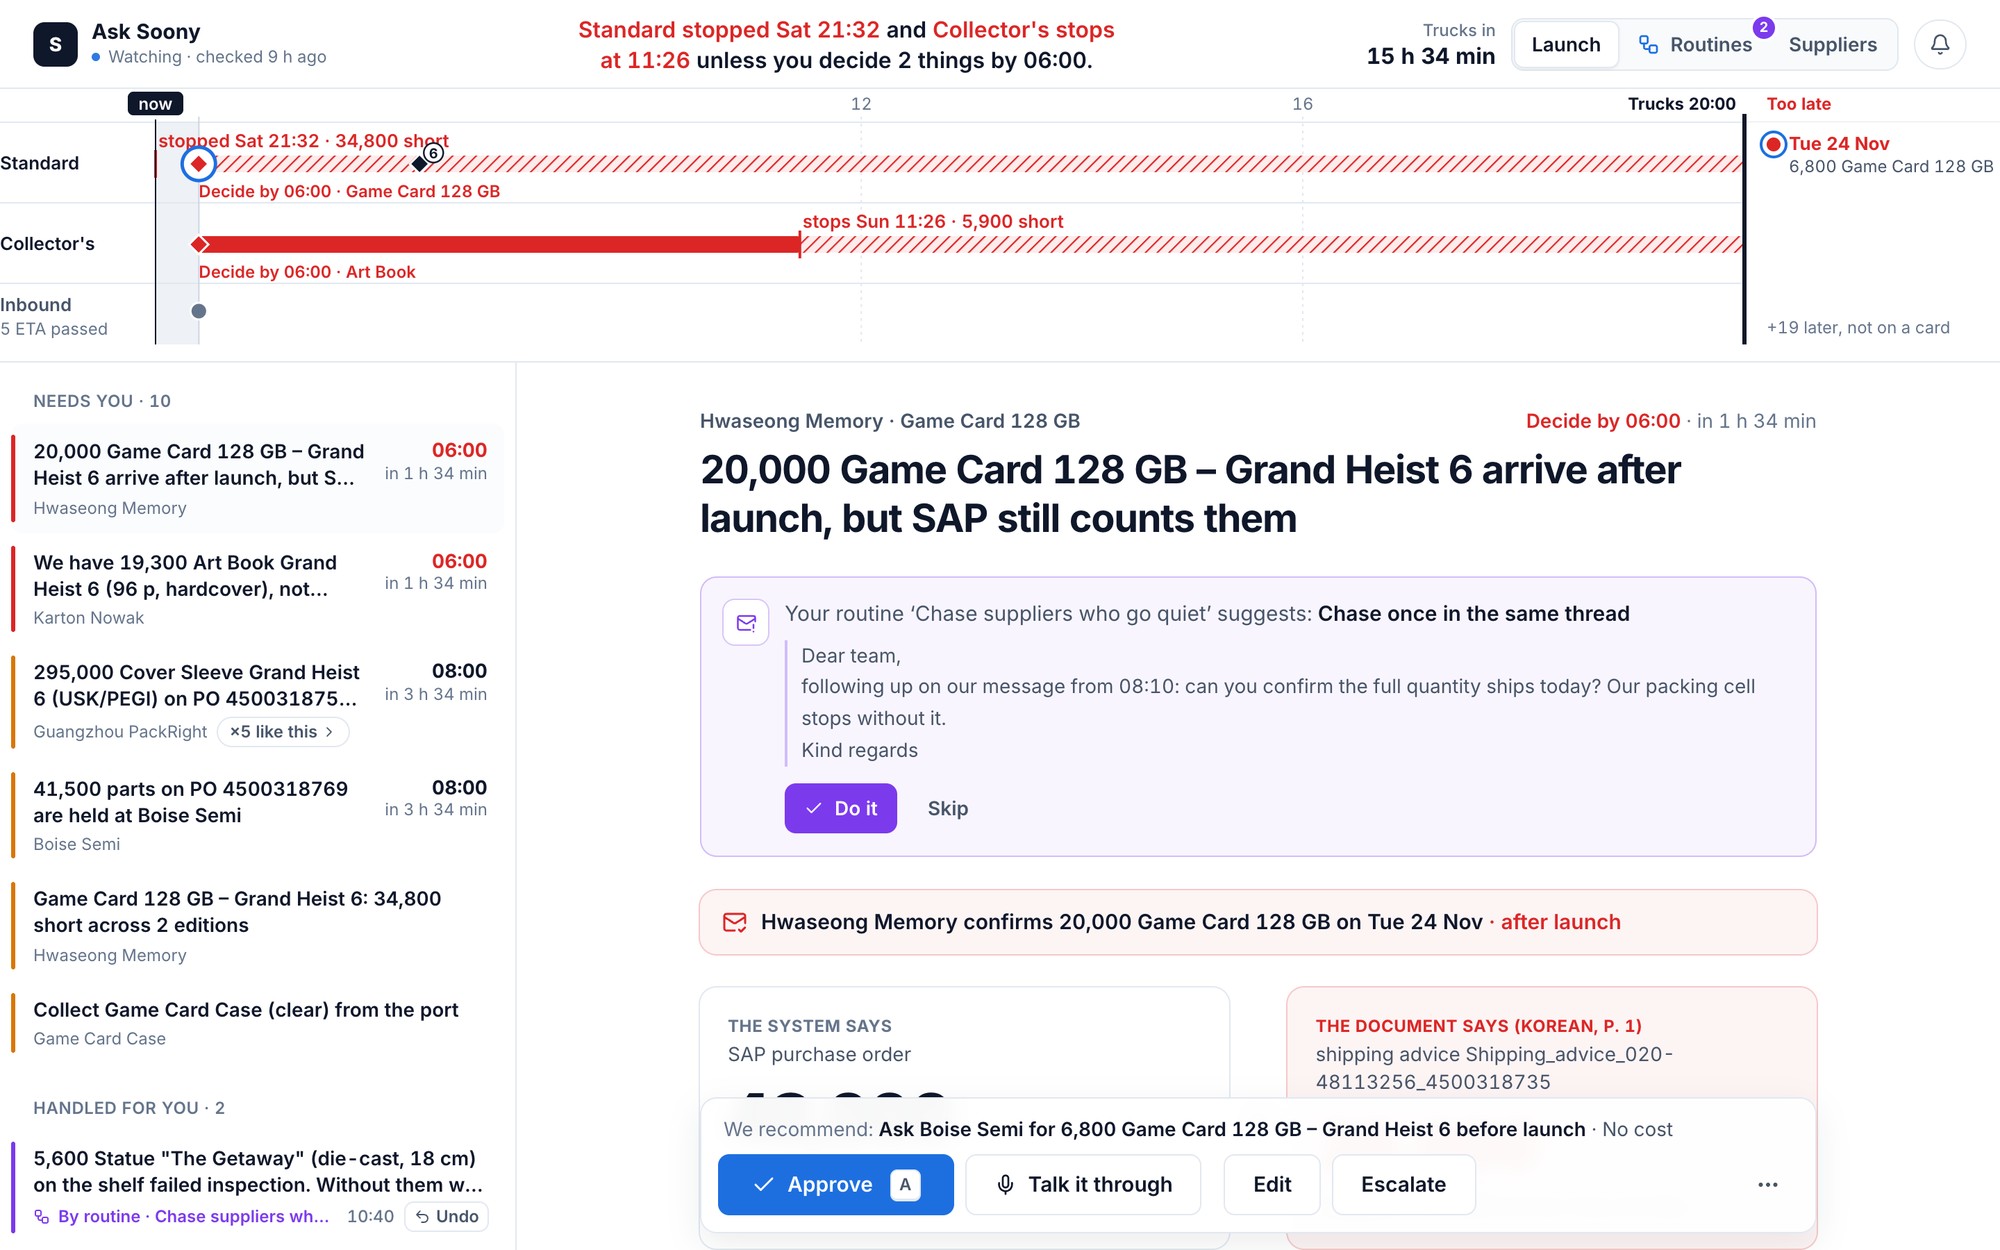 S
Ask Soony
Watching · checked 9 h ago
Standard stopped Sat 21:32 and Collector's stops
at 11:26 unless you decide 2 things by 06:00.
Trucks in
15 h 34 min
Launch
Routines
2
Suppliers
now
12
16
Trucks 20:00
Too late
Standard
stopped Sat 21:32 · 34,800 short
6
Decide by 06:00 · Game Card 128 GB
Tue 24 Nov
6,800 Game Card 128 GB
Collector's
stops Sun 11:26 · 5,900 short
Decide by 06:00 · Art Book
Inbound
5 ETA passed
+19 later, not on a card
NEEDS YOU · 10
20,000 Game Card 128 GB – Grand
Heist 6 arrive after launch, but S...
Hwaseong Memory
06:00
in 1 h 34 min
We have 19,300 Art Book Grand
Heist 6 (96 p, hardcover), not...
Karton Nowak
06:00
in 1 h 34 min
295,000 Cover Sleeve Grand Heist
6 (USK/PEGI) on PO 450031875...
Guangzhou PackRight
×5 like this
08:00
in 3 h 34 min
41,500 parts on PO 4500318769
are held at Boise Semi
Boise Semi
08:00
in 3 h 34 min
Game Card 128 GB – Grand Heist 6: 34,800
short across 2 editions
Hwaseong Memory
Collect Game Card Case (clear) from the port
Game Card Case
HANDLED FOR YOU · 2
5,600 Statue "The Getaway" (die-cast, 18 cm)
on the shelf failed inspection. Without them w...
By routine · Chase suppliers wh...
10:40
Undo
Hwaseong Memory · Game Card 128 GB
Decide by 06:00 · in 1 h 34 min
20,000 Game Card 128 GB – Grand Heist 6 arrive after
launch, but SAP still counts them
Your routine ‘Chase suppliers who go quiet’ suggests: Chase once in the same thread
Dear team,
following up on our message from 08:10: can you confirm the full quantity ships today? Our packing cell
stops without it.
Kind regards
Do it
Skip
Hwaseong Memory confirms 20,000 Game Card 128 GB on Tue 24 Nov · after launch
THE SYSTEM SAYS
SAP purchase order
THE DOCUMENT SAYS (KOREAN, P. 1)
shipping advice Shipping_advice_020-
48113256_4500318735
We recommend: Ask Boise Semi for 6,800 Game Card 128 GB – Grand Heist 6 before launch · No cost
Approve
A
Talk it through
Edit
Escalate